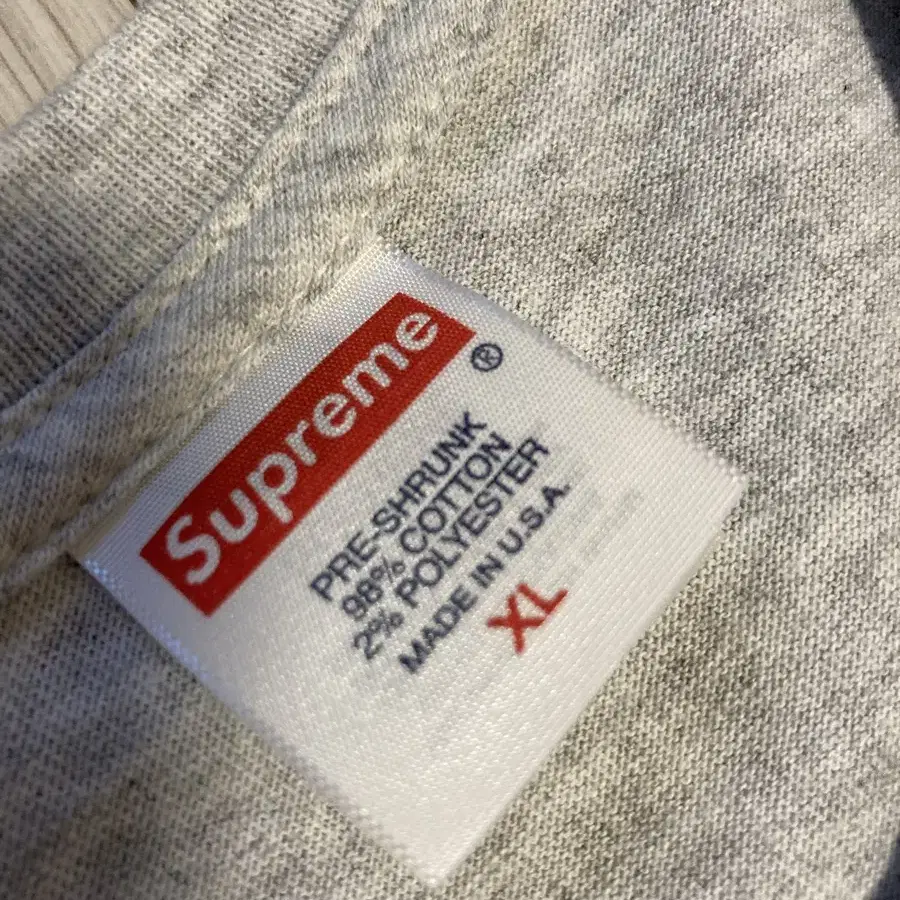 Supreme
®
PRE-SHRUNK
98% COTTON
2% POLYESTER
MADE IN U.S.A.
XL